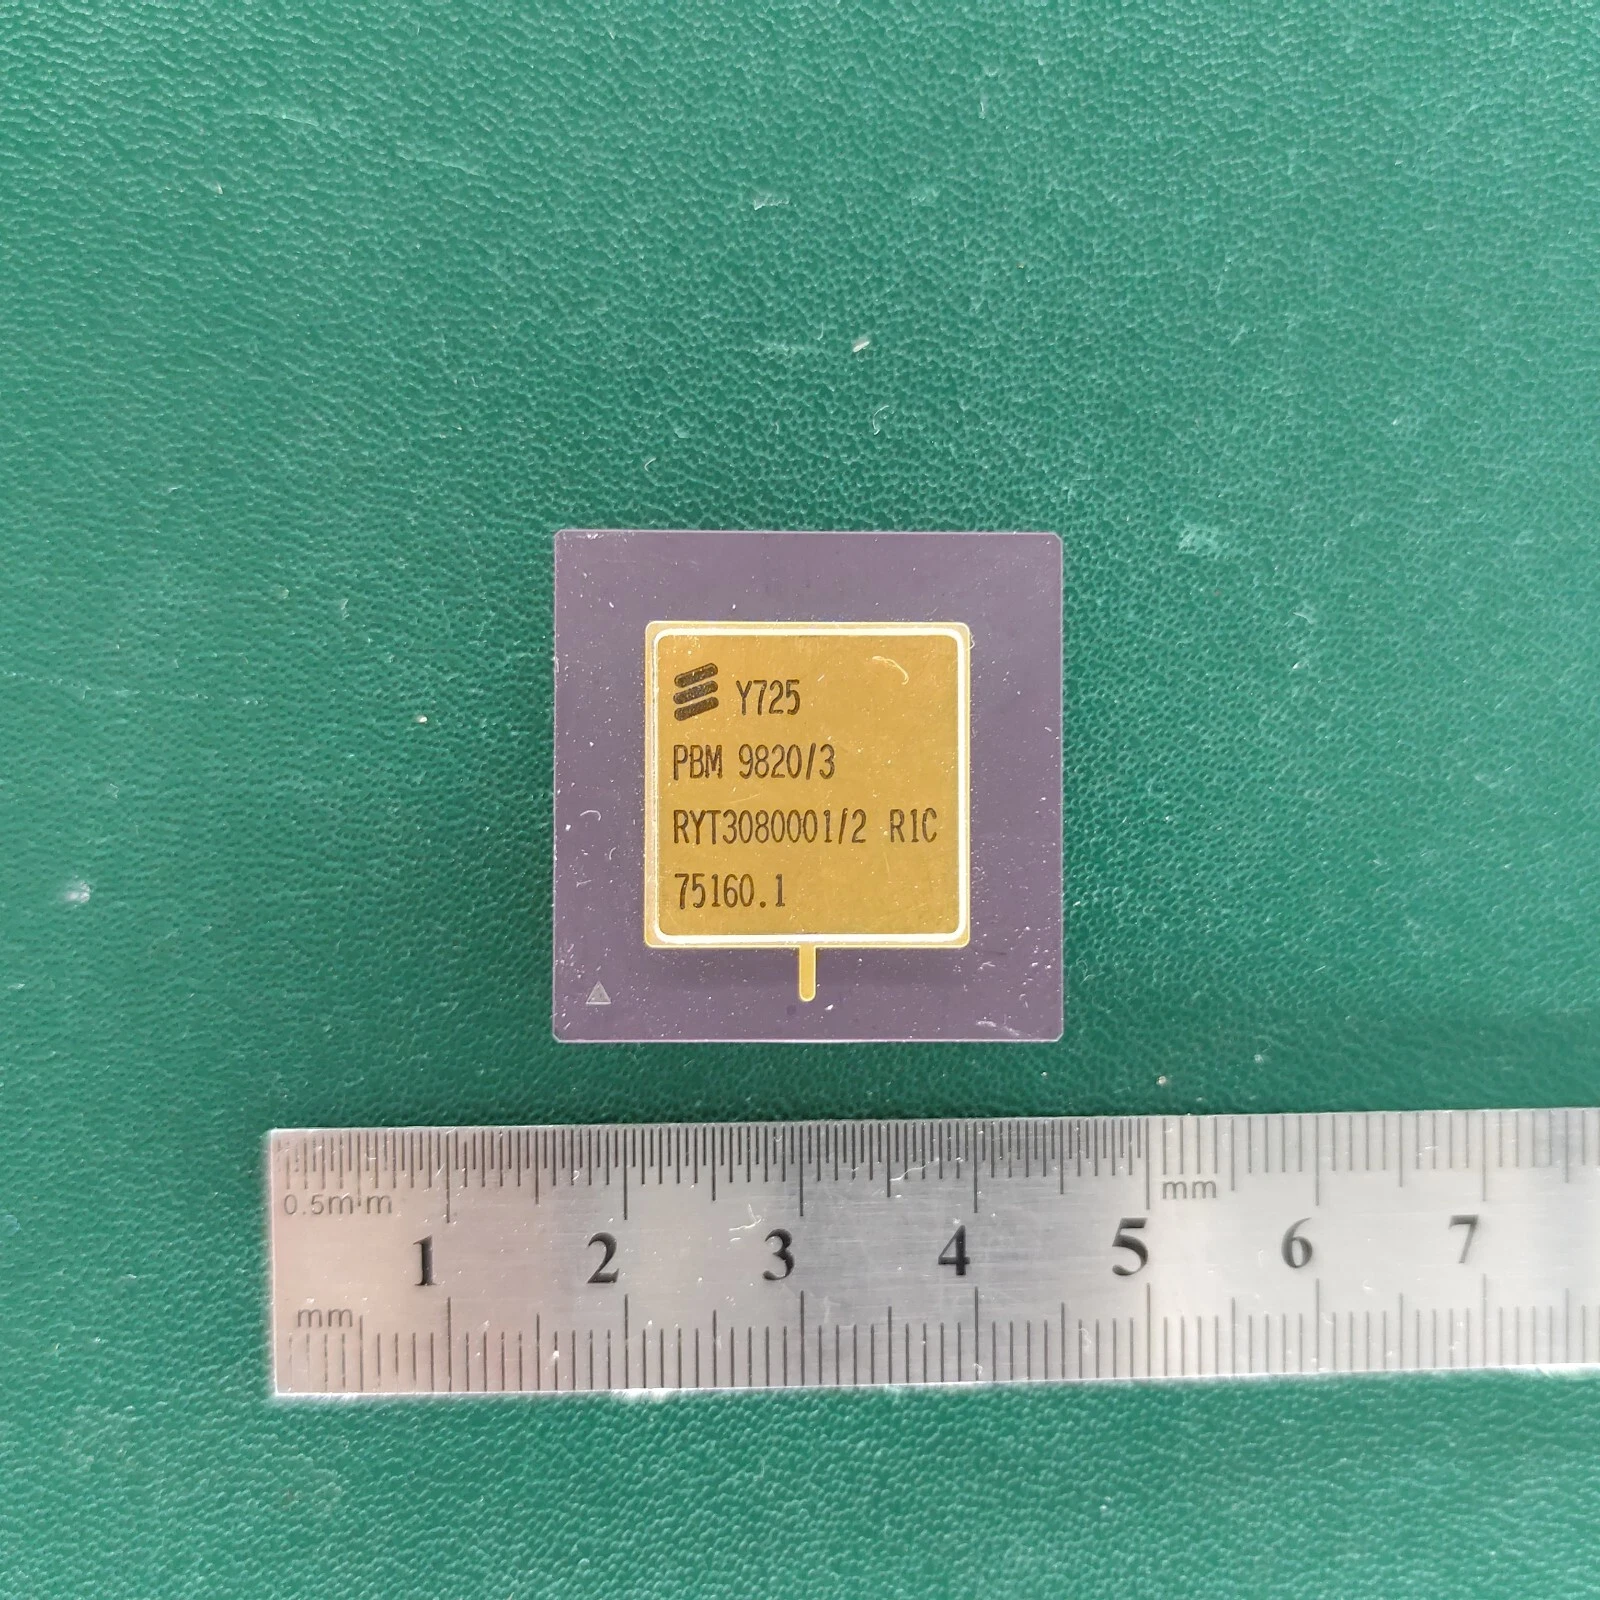 Y725
PBM 9820/3
RYT3080001/2 R1C
75160.1
0.5mm
mm
1 2 3 4 5 6 7
mm